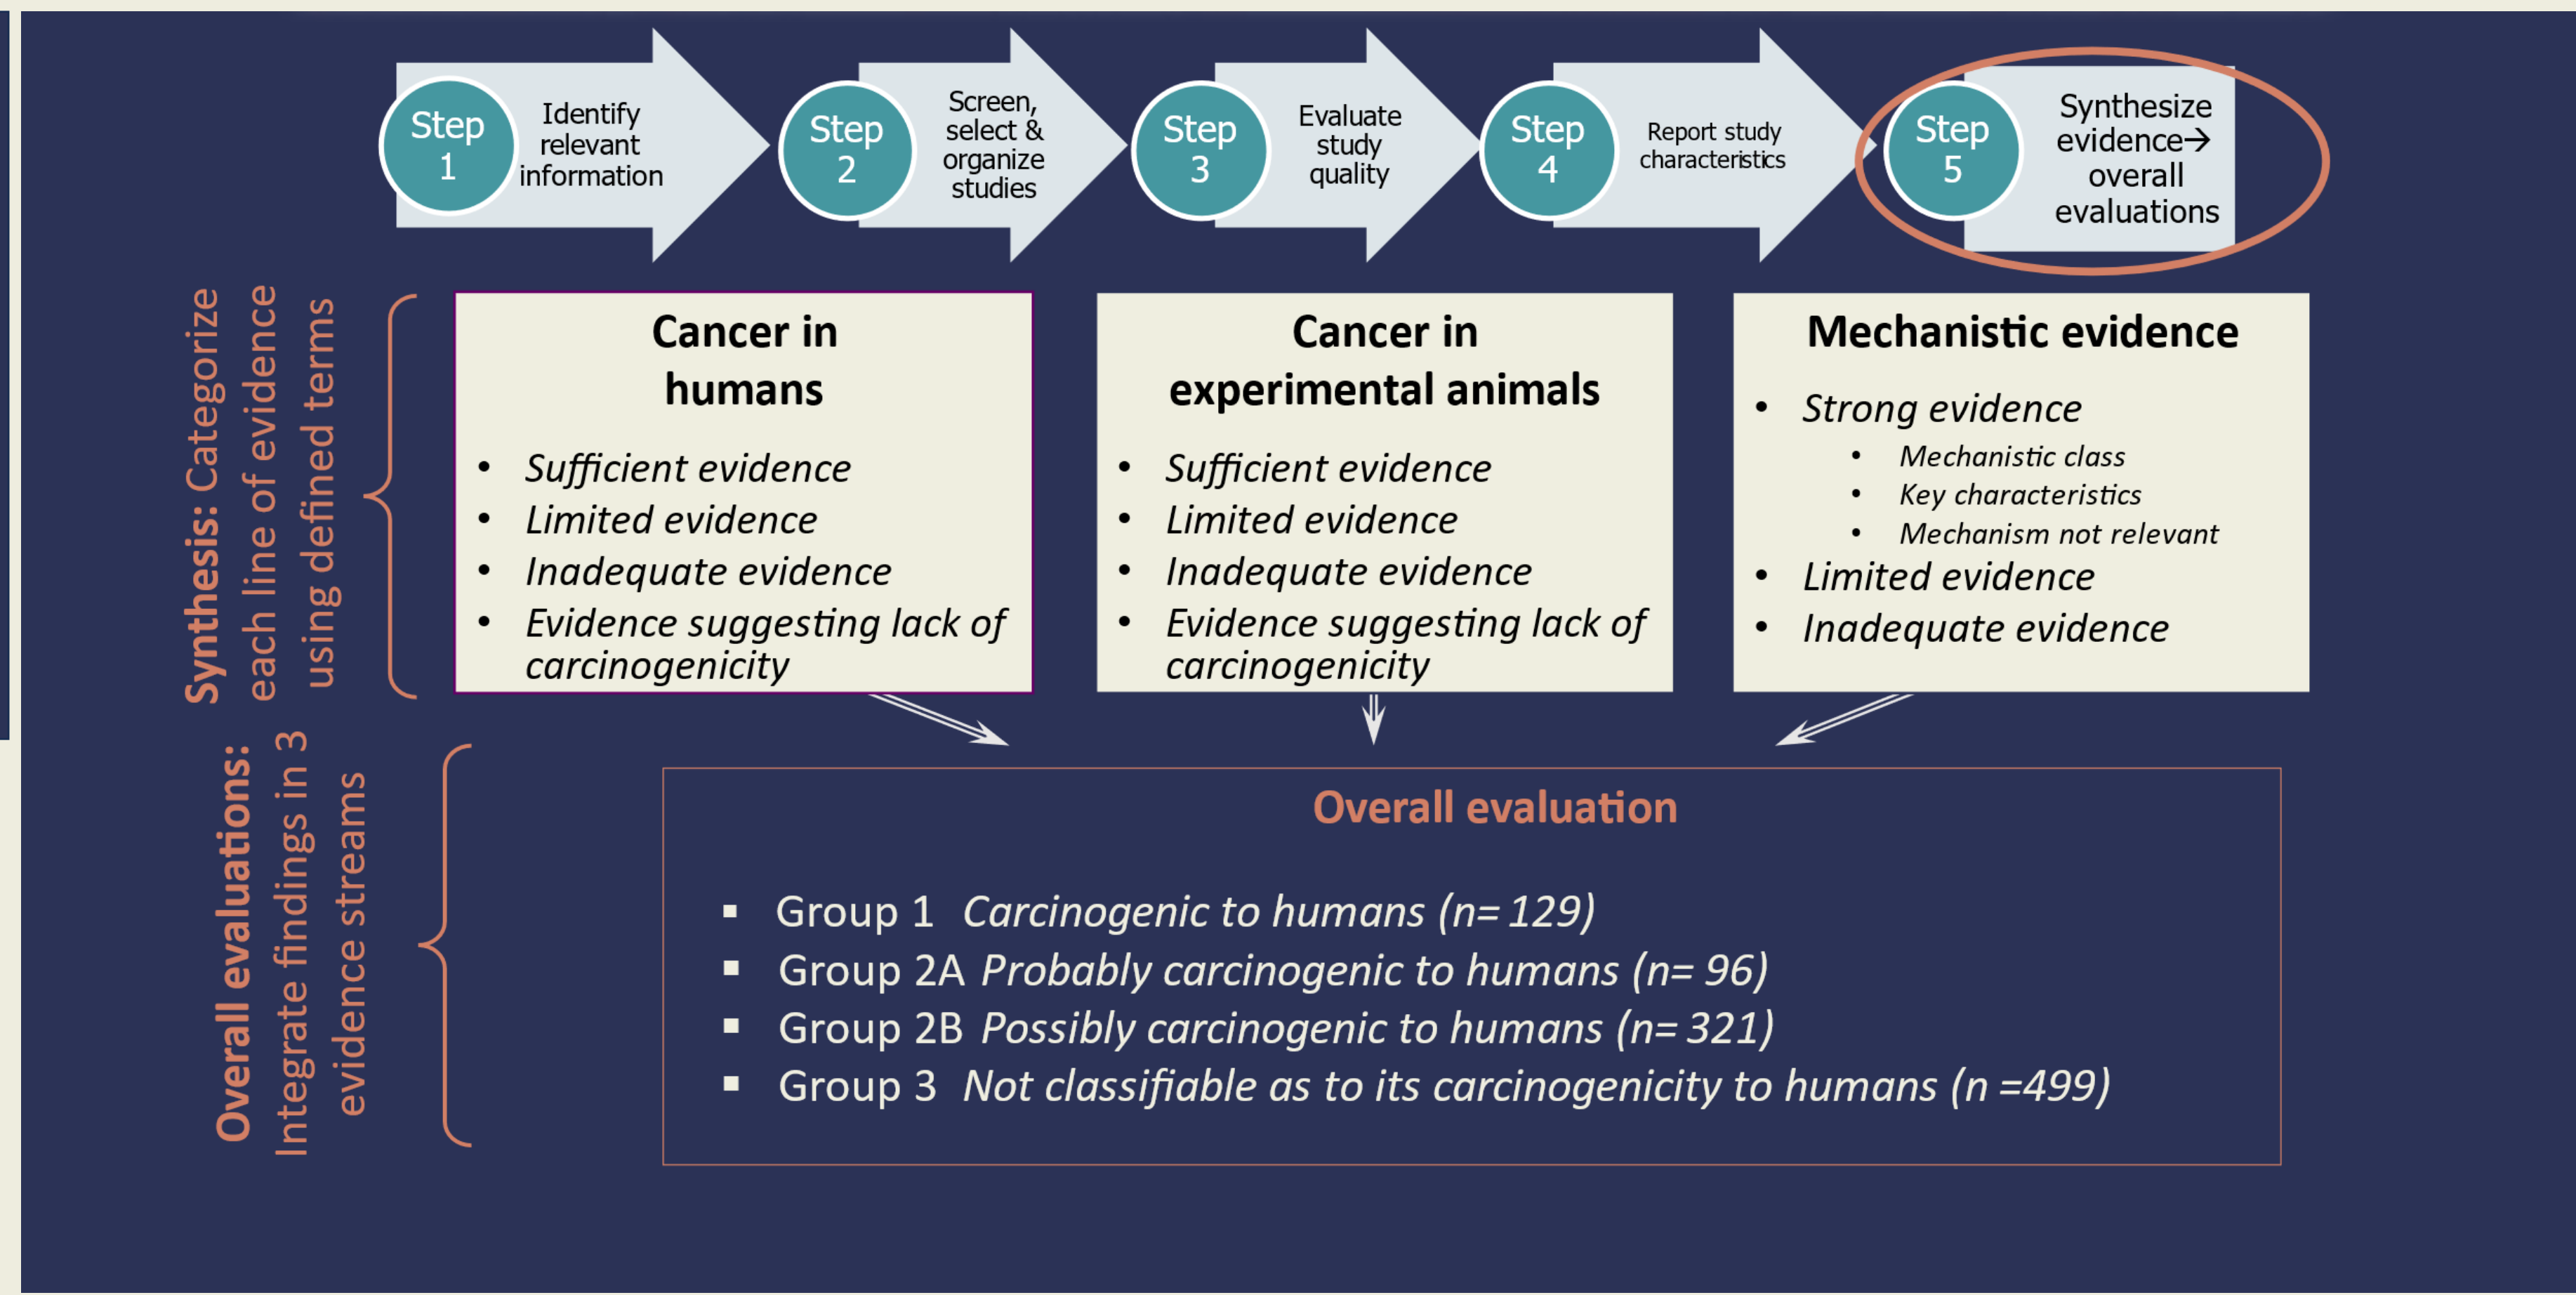 Step
1
Identify
relevant
information
Step
2
Screen,
select &
organize
studies
Step
3
Evaluate
study
quality
Step
4
Report study
characteristics
Step
5
Synthesize
evidence→
overall
evaluations
Synthesis: Categorize
each line of evidence
using defined terms
Cancer in
humans
• Sufficient evidence
• Limited evidence
• Inadequate evidence
• Evidence suggesting lack of
carcinogenicity
Cancer in
experimental animals
• Sufficient evidence
• Limited evidence
• Inadequate evidence
• Evidence suggesting lack of
carcinogenicity
Mechanistic evidence
• Strong evidence
• Mechanistic class
• Key characteristics
• Mechanism not relevant
• Limited evidence
• Inadequate evidence
Overall evaluations:
Integrate findings in 3
evidence streams
Overall evaluation
▪ Group 1 Carcinogenic to humans (n= 129)
▪ Group 2A Probably carcinogenic to humans (n= 96)
▪ Group 2B Possibly carcinogenic to humans (n= 321)
▪ Group 3 Not classifiable as to its carcinogenicity to humans (n =499)